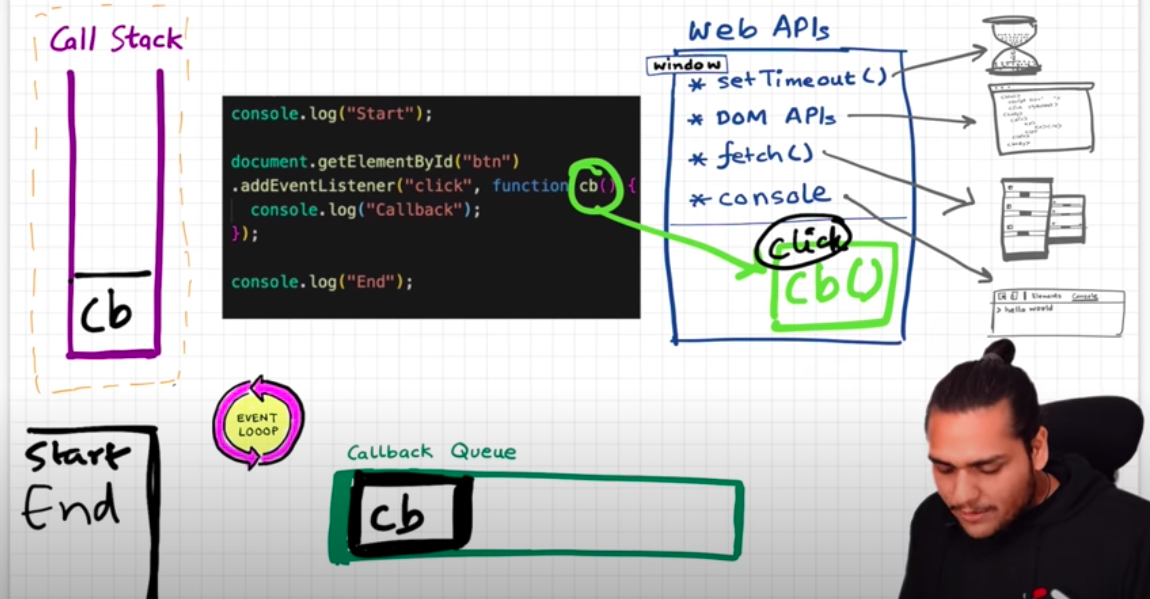 Call Stack
cb
console.log("Start");
document.getElementById("btn")
.addEventListener("click", function cb() {
console.log("Callback");
});
console.log("End");
Web APIs
window
* setTimeout()
* DOM APIs
* fetch()
* console
click
cb()
Elements Console
> hello world
EVENT
LOOOP
Start
End
Callback Queue
cb